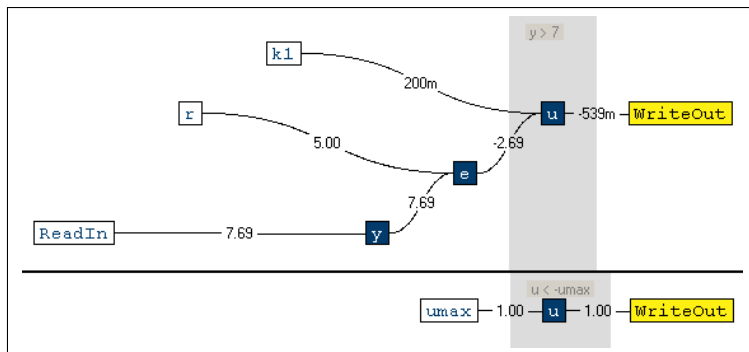 y > 7
k1
200m
r
u
-539m
WriteOut
5.00
-2.69
e
7.69
ReadIn
7.69
y
u < -umax
umax
1.00
u
1.00
WriteOut